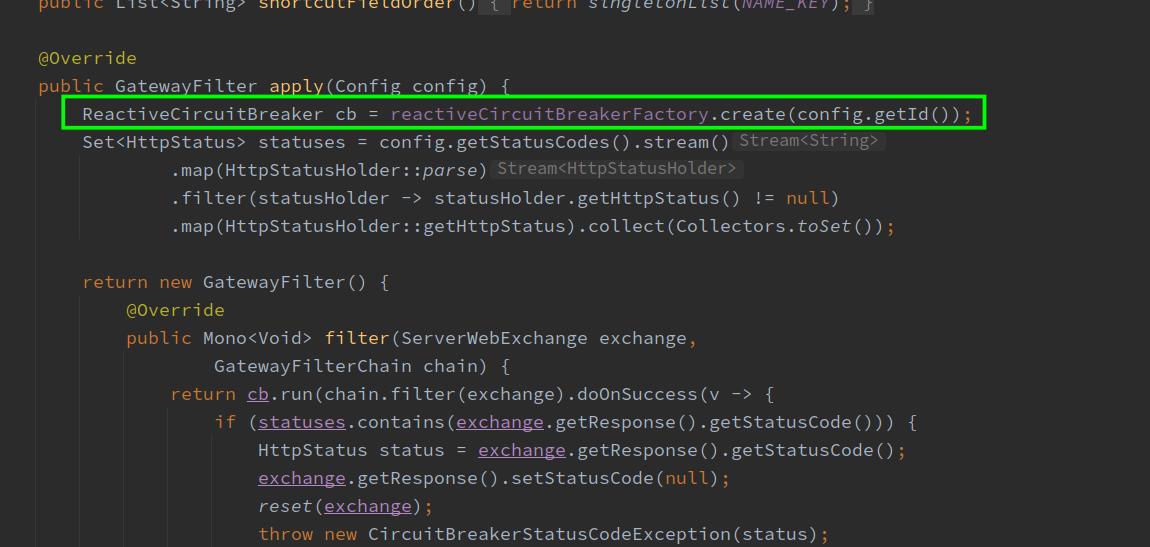 public List<String> shortcutFieldOrder() { return singletonList(NAME_KEY); }
@Override
public GatewayFilter apply(Config config) {
ReactiveCircuitBreaker cb = reactiveCircuitBreakerFactory.create(config.getId());
Set<HttpStatus> statuses = config.getStatusCodes().stream() Stream<String>
.map(HttpStatusHolder::parse) Stream<HttpStatusHolder>
.filter(statusHolder -> statusHolder.getHttpStatus() != null)
.map(HttpStatusHolder::getHttpStatus).collect(Collectors.toSet());
return new GatewayFilter() {
@Override
public Mono<Void> filter(ServerWebExchange exchange,
GatewayFilterChain chain) {
return cb.run(chain.filter(exchange).doOnSuccess(v -> {
if (statuses.contains(exchange.getResponse().getStatusCode())) {
HttpStatus status = exchange.getResponse().getStatusCode();
exchange.getResponse().setStatusCode(null);
reset(exchange);
throw new CircuitBreakerStatusCodeException(status);